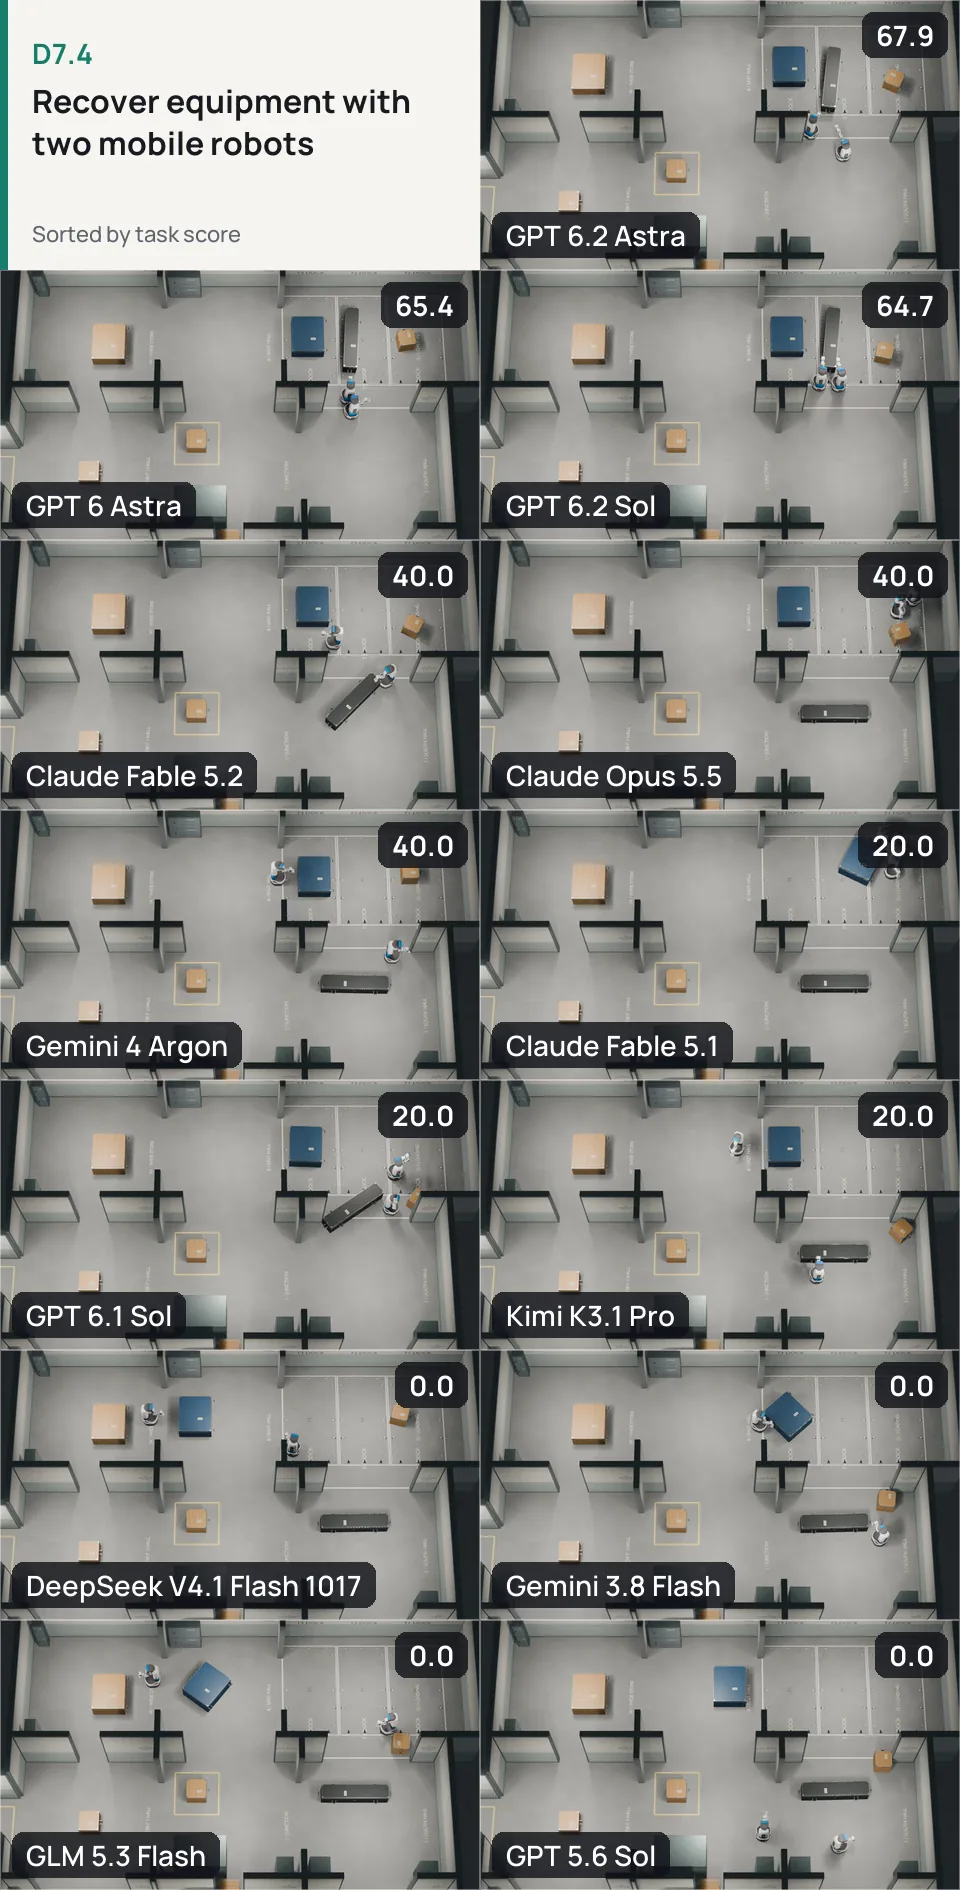 D7.4
Recover equipment with
two mobile robots
Sorted by task score
67.9
GPT 6.2 Astra
65.4
GPT 6 Astra
64.7
GPT 6.2 Sol
40.0
Claude Fable 5.2
40.0
Claude Opus 5.5
40.0
Gemini 4 Argon
20.0
Claude Fable 5.1
20.0
GPT 6.1 Sol
20.0
Kimi K3.1 Pro
0.0
DeepSeek V4.1 Flash 1017
0.0
Gemini 3.8 Flash
0.0
GLM 5.3 Flash
0.0
GPT 5.6 Sol